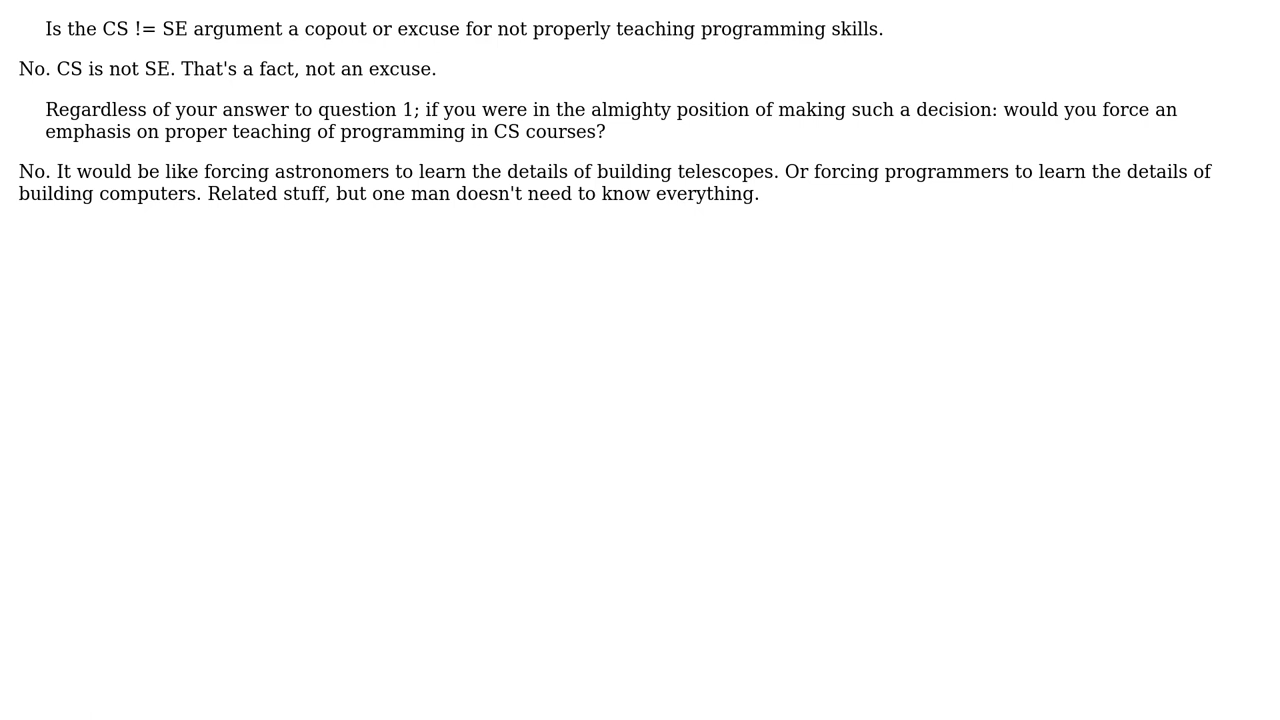 Is the CS != SE argument a copout or excuse for not properly teaching programming skills.
No. CS is not SE. That's a fact, not an excuse.
Regardless of your answer to question 1; if you were in the almighty position of making such a decision: would you force an
emphasis on proper teaching of programming in CS courses?
No. It would be like forcing astronomers to learn the details of building telescopes. Or forcing programmers to learn the details of
building computers. Related stuff, but one man doesn't need to know everything.